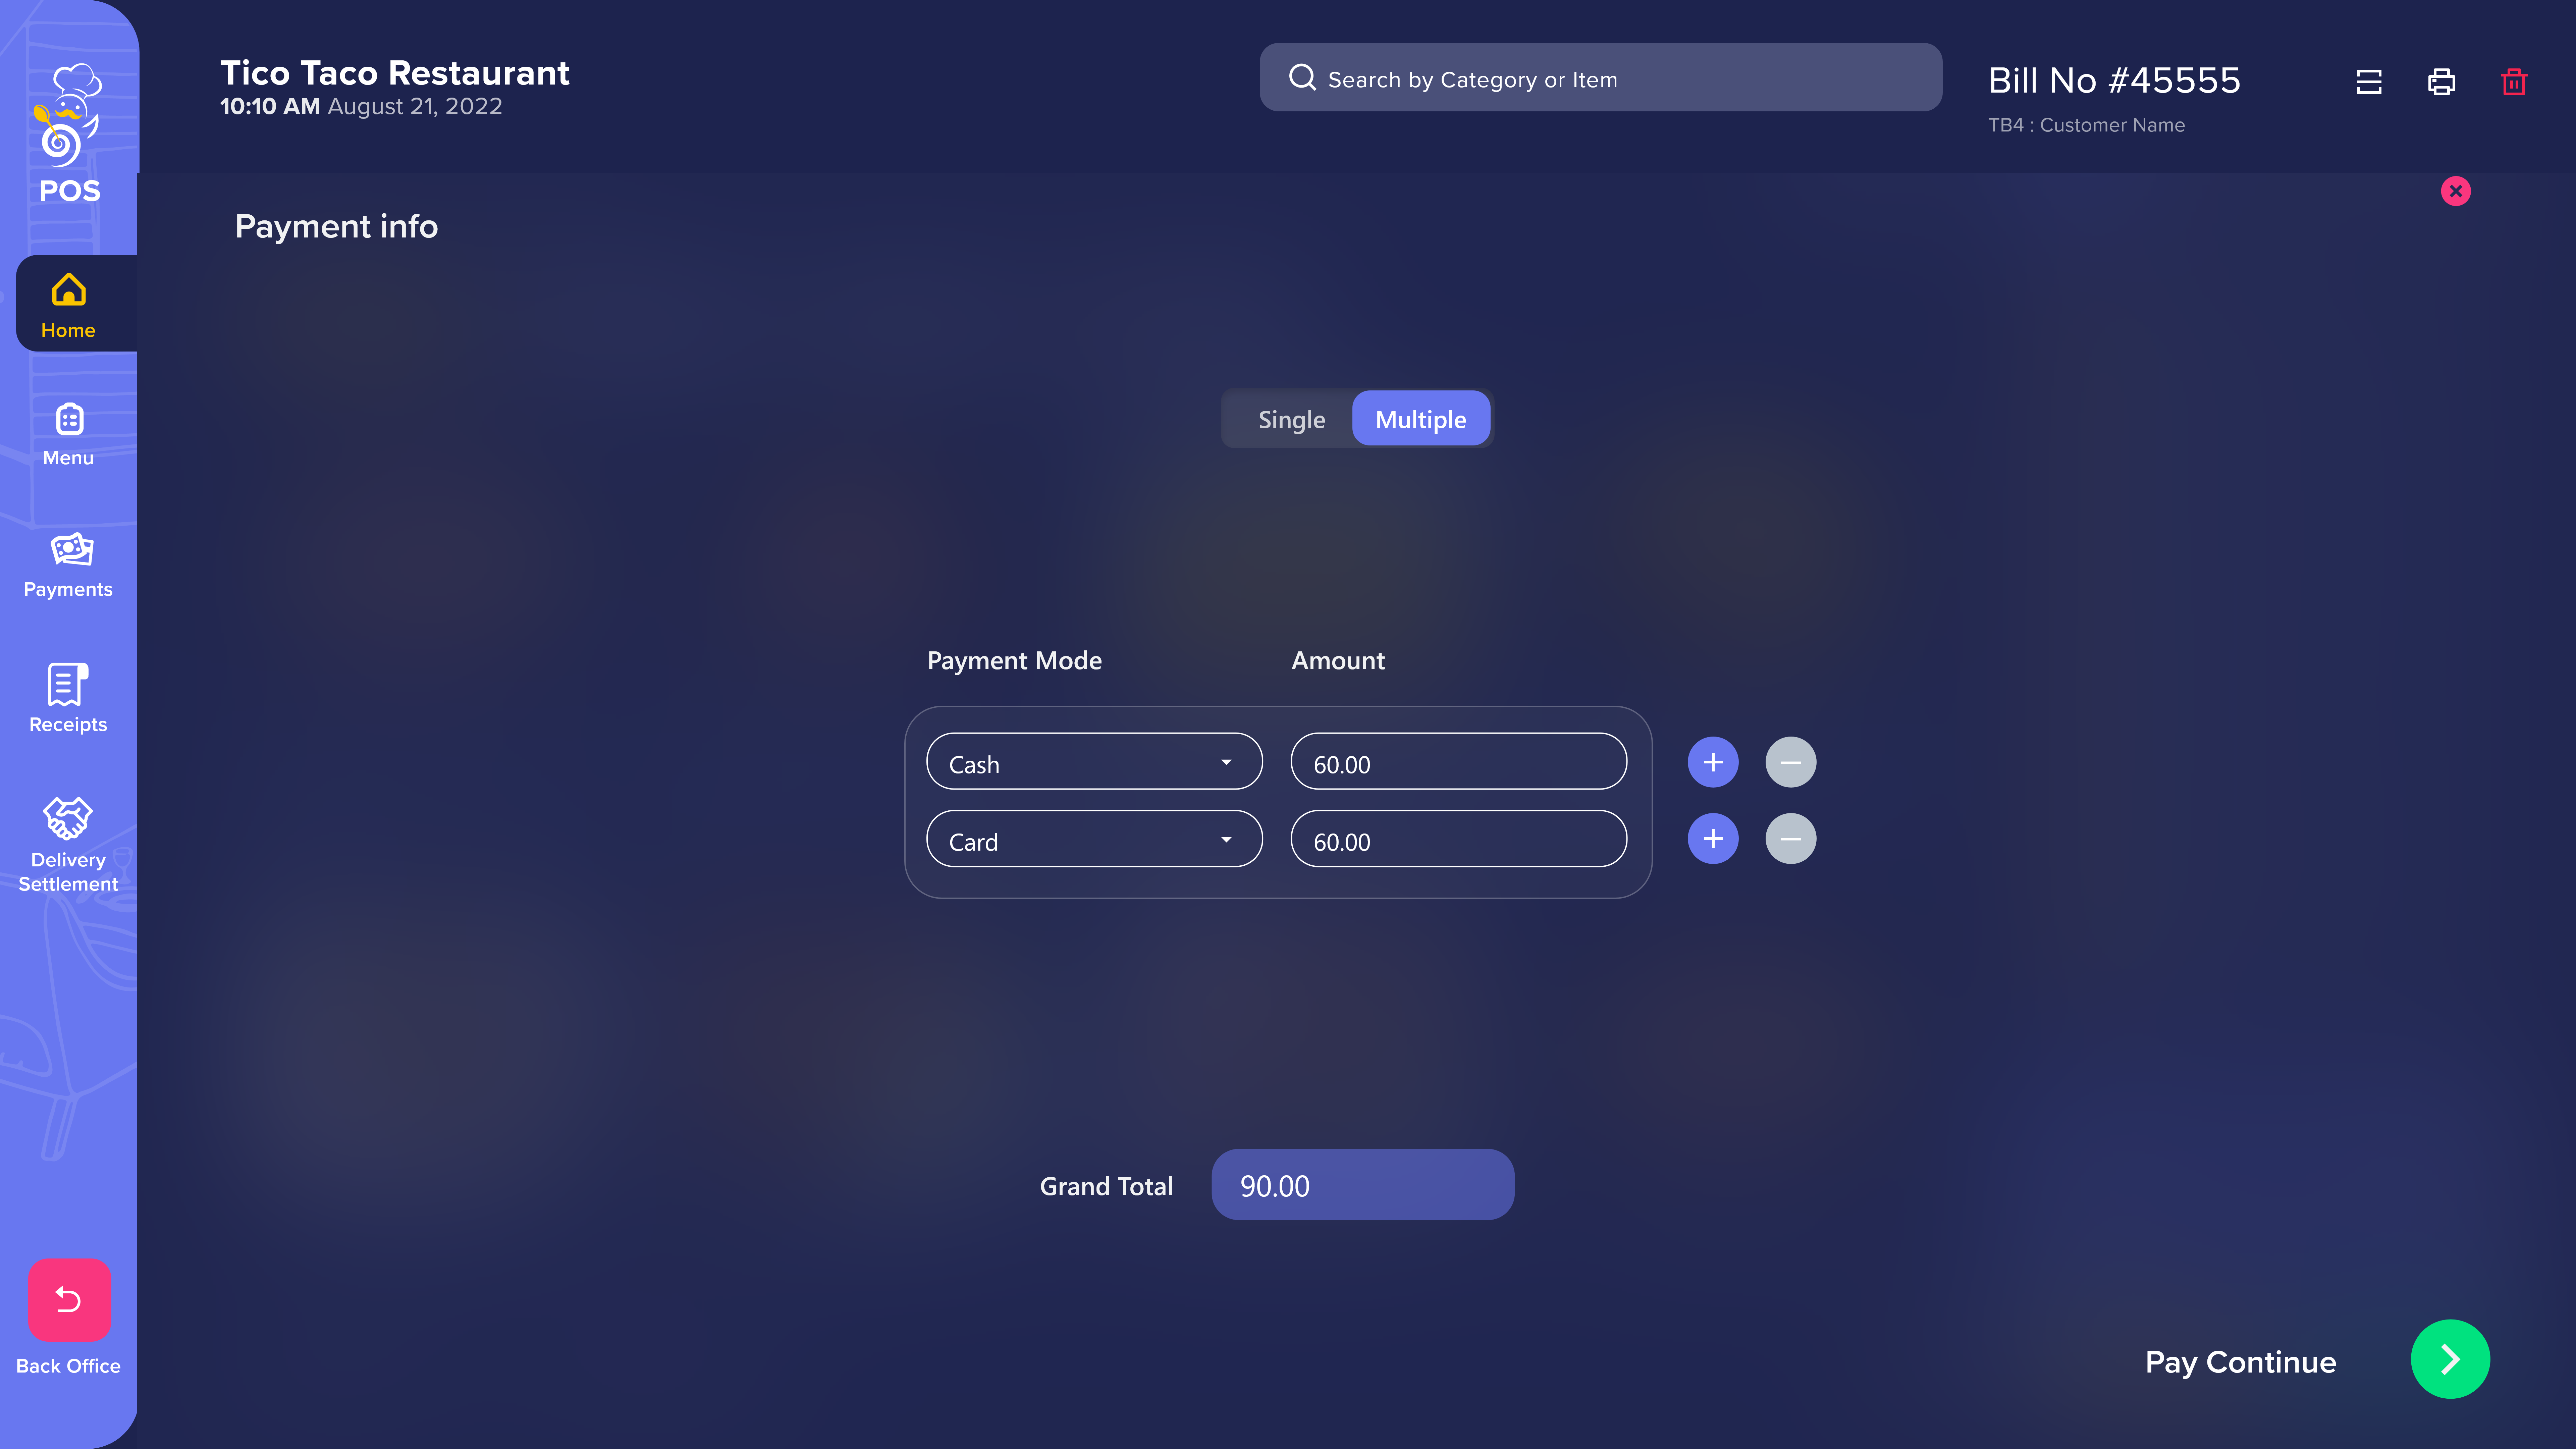 POS
Home
Menu
Payments
Receipts
Delivery
Settlement
Back Office
Tico Taco Restaurant
10:10 AM August 21, 2022
Search by Category or Item
Bill No #45555
TB4 : Customer Name
Payment info
Single
Multiple
Payment Mode
Amount
Cash
60.00
Card
60.00
Grand Total
90.00
Pay Continue